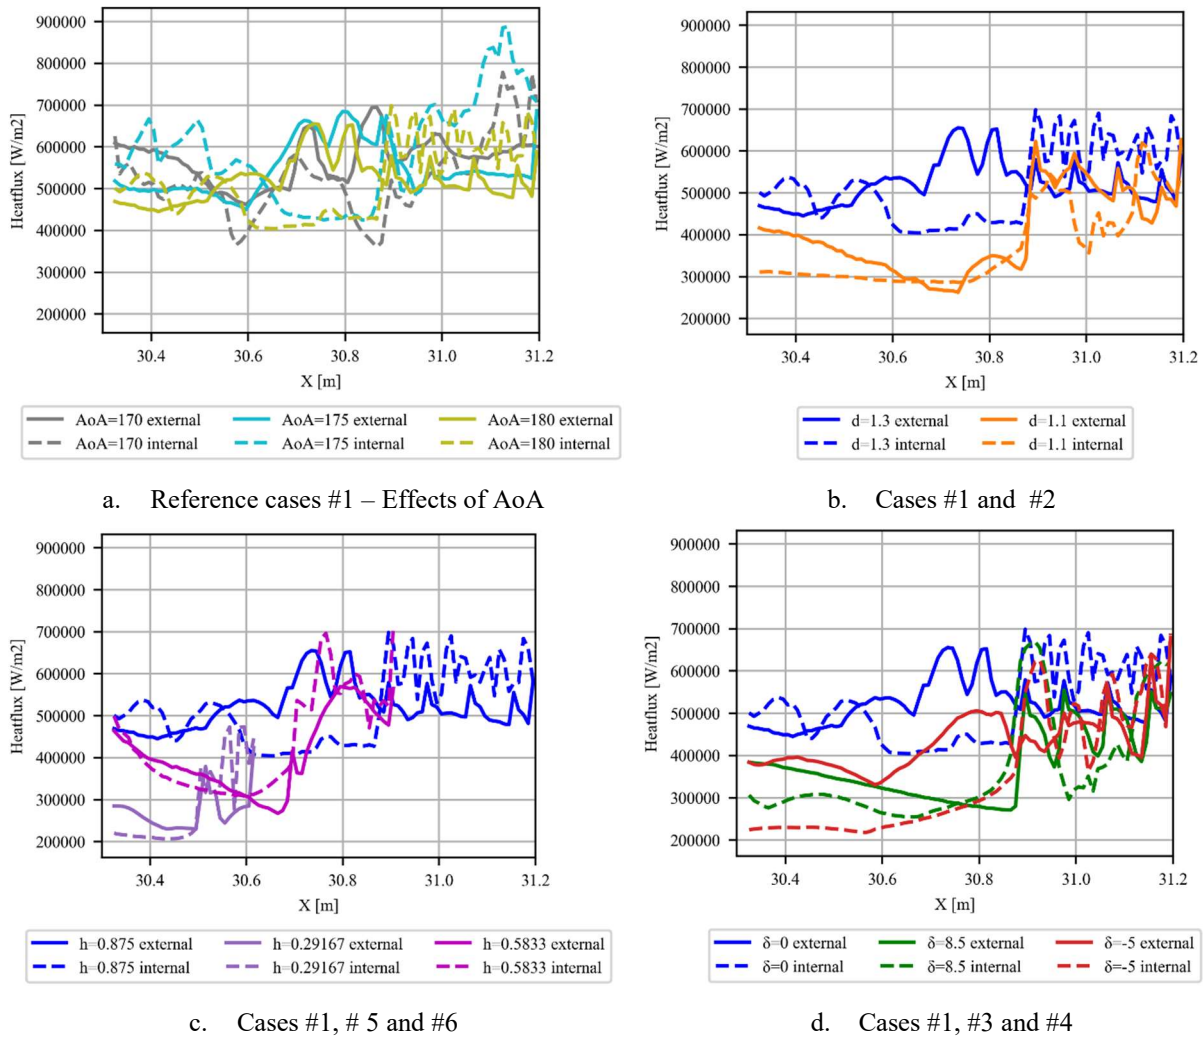 900000
800000
700000
600000
500000
400000
300000
200000
Heatflux [W/m2]
30.4 30.6 30.8 31.0 31.2
X [m]
AoA=170 external AoA=175 external AoA=180 external
AoA=170 internal AoA=175 internal AoA=180 internal
a. Reference cases #1 – Effects of AoA
900000
800000
700000
600000
500000
400000
300000
200000
Heatflux [W/m2]
30.4 30.6 30.8 31.0 31.2
X [m]
d=1.3 external d=1.1 external
d=1.3 internal d=1.1 internal
b. Cases #1 and #2
900000
800000
700000
600000
500000
400000
300000
200000
Heatflux [W/m2]
30.4 30.6 30.8 31.0 31.2
X [m]
h=0.875 external h=0.29167 external h=0.5833 external
h=0.875 internal h=0.29167 internal h=0.5833 internal
c. Cases #1, # 5 and #6
900000
800000
700000
600000
500000
400000
300000
200000
Heatflux [W/m2]
30.4 30.6 30.8 31.0 31.2
X [m]
δ=0 external δ=8.5 external δ=-5 external
δ=0 internal δ=8.5 internal δ=-5 internal
d. Cases #1, #3 and #4